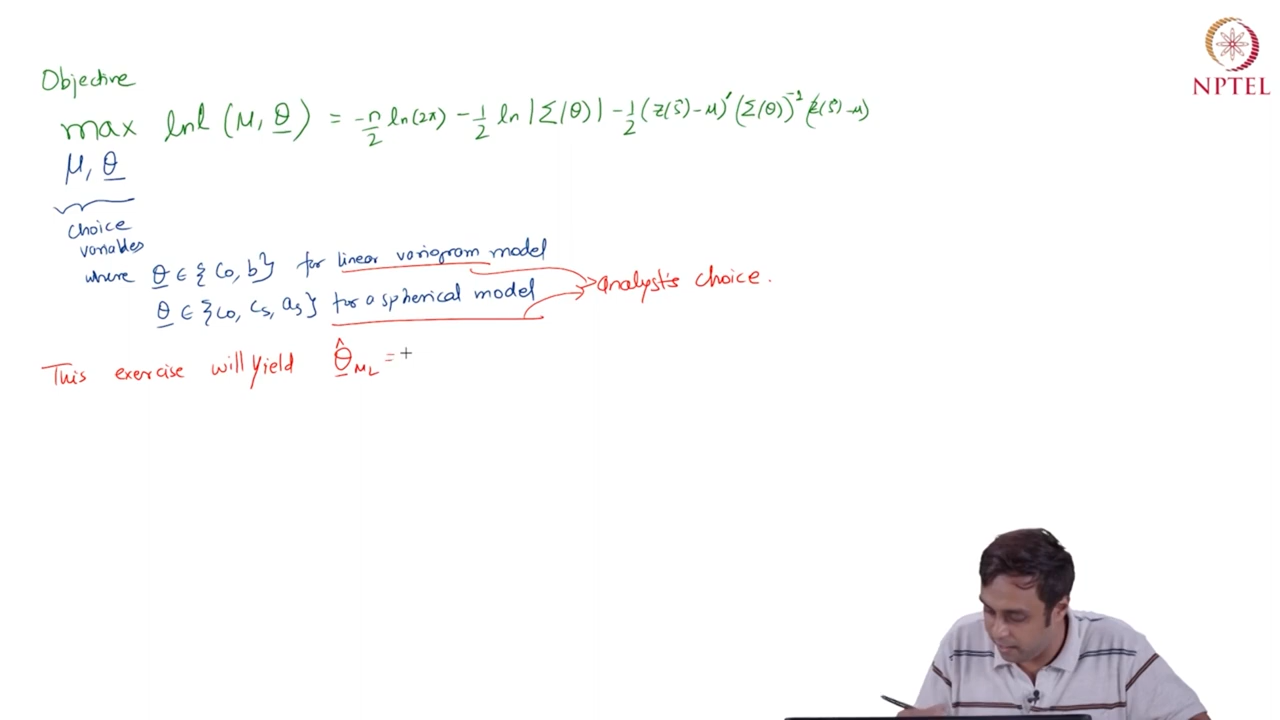 Objective
max lnl (μ, θ) = -n/2 ln(2π) - 1/2 ln |Σ(θ)| - 1/2 (z(s) - μ)' (Σ(θ))⁻¹ (z(s) - μ)
μ, θ
choice
variables
where θ ∈ {c₀, b} for linear variogram model
θ ∈ {c₀, cₛ, aₛ} for a spherical model
analyst's choice.
This exercise will yield θ̂_ML = +
NPTEL